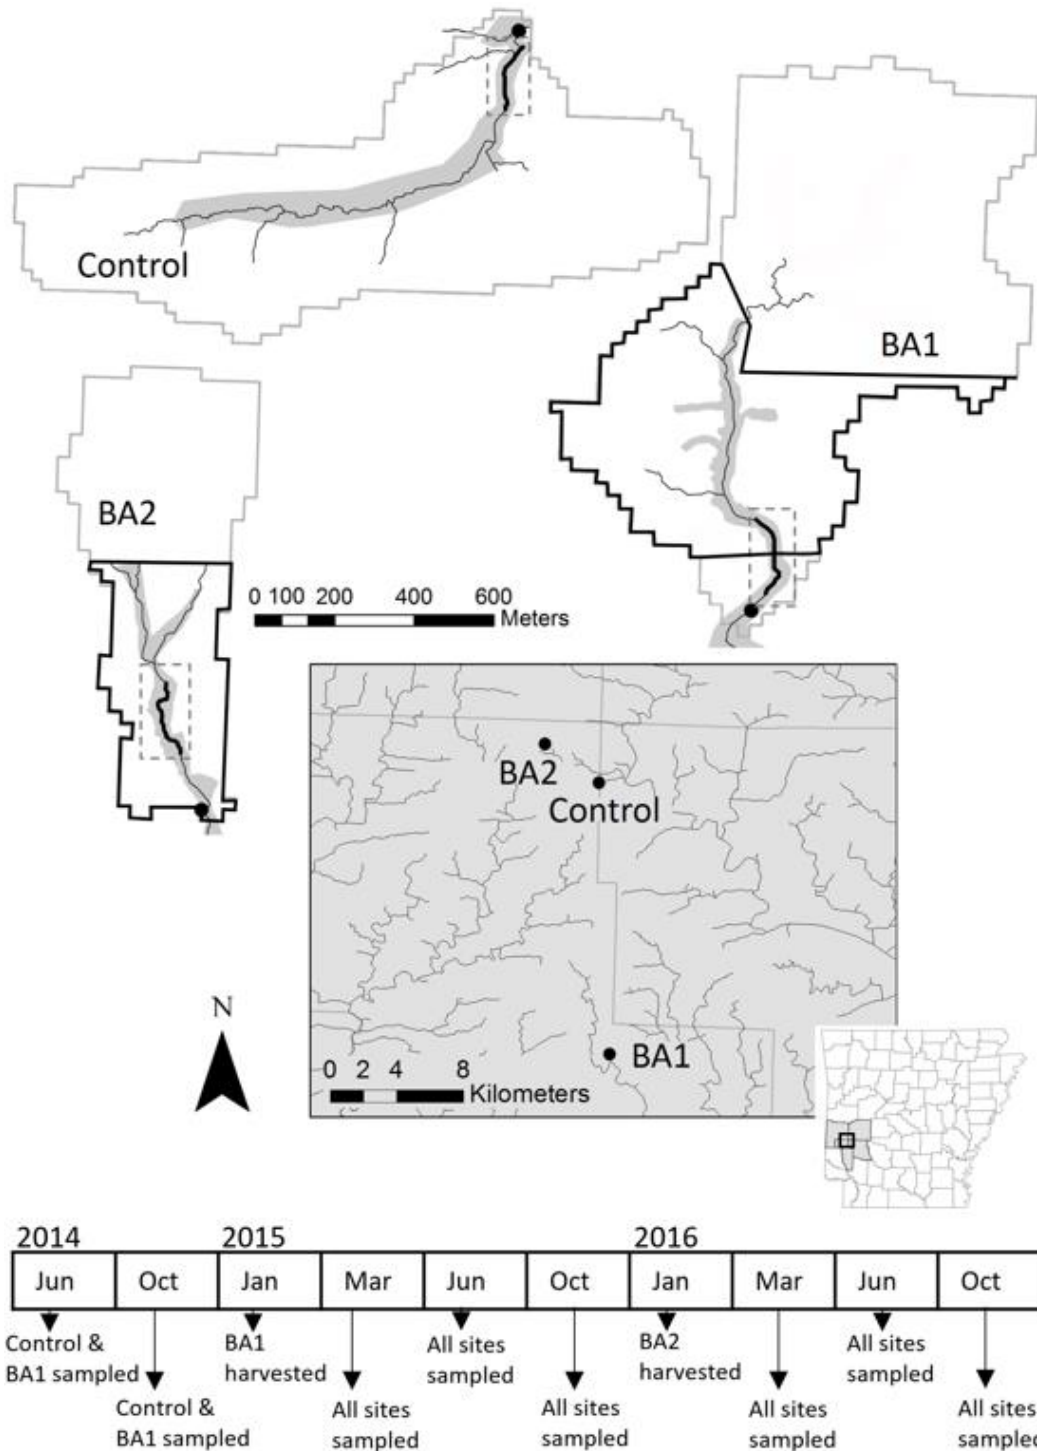 Control
BA1
BA2
0 100 200 400 600
Meters
BA2
Control
N
BA1
0 2 4 8
Kilometers
2014 2015 2016
Jun Oct Jan Mar Jun Oct Jan Mar Jun Oct
Control &
BA1 sampled
BA1
harvested
All sites
sampled
BA2
harvested
All sites
sampled
Control &
BA1 sampled
All sites
sampled
All sites
sampled
All sites
sampled
All sites
sampled